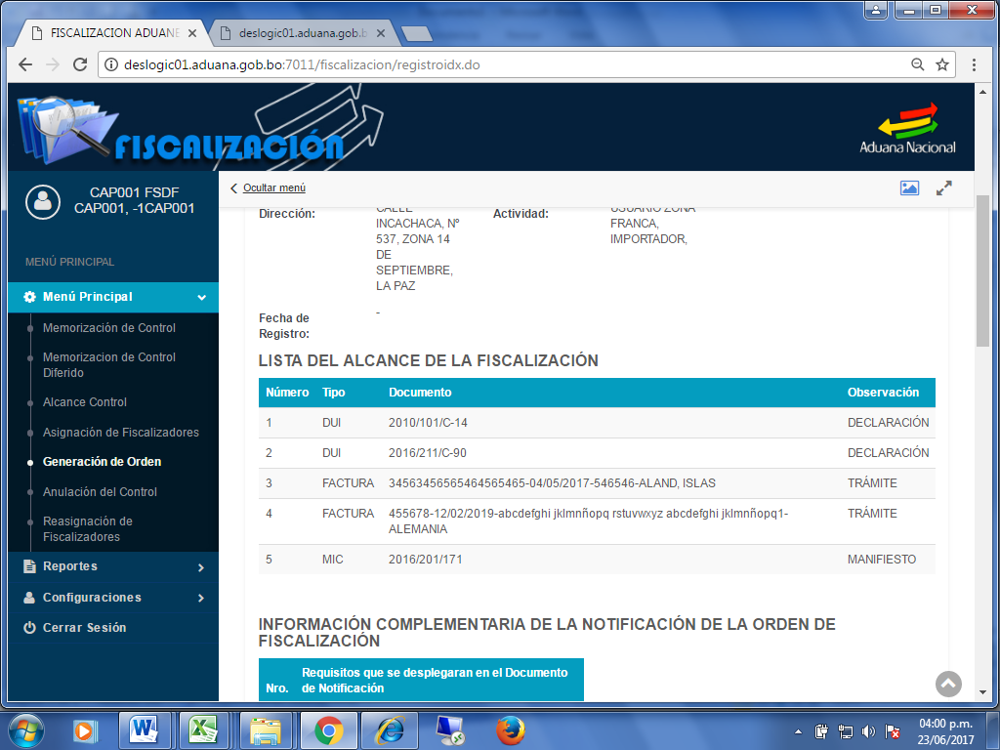 FISCALIZACION ADUANE
deslogic01.aduana.gob.b
deslogic01.aduana.gob.bo:7011/fiscalizacion/registroidx.do
FISCALIZACIÓN
Aduana Nacional
CAP001 FSDF
CAP001, -1CAP001
MENÚ PRINCIPAL
Menú Principal
Memorización de Control
Memorizacion de Control
Diferido
Alcance Control
Asignación de Fiscalizadores
Generación de Orden
Anulación del Control
Reasignación de
Fiscalizadores
Reportes
Configuraciones
Cerrar Sesión
Ocultar menú
Dirección:
CALLE
INCACHACA, Nº
537, ZONA 14
DE
SEPTIEMBRE,
LA PAZ
Actividad:
USUARIO ZONA
FRANCA,
IMPORTADOR,
Fecha de
Registro:
-
LISTA DEL ALCANCE DE LA FISCALIZACIÓN
Número Tipo Documento Observación
1 DUI 2010/101/C-14 DECLARACIÓN
2 DUI 2016/211/C-90 DECLARACIÓN
3 FACTURA 34563456565464565465-04/05/2017-546546-ALAND, ISLAS TRÁMITE
4 FACTURA 455678-12/02/2019-abcdefghi jklmnñopq rstuvwxyz abcdefghi jklmnñopq1- TRÁMITE
ALEMANIA
5 MIC 2016/201/171 MANIFIESTO
INFORMACIÓN COMPLEMENTARIA DE LA NOTIFICACIÓN DE LA ORDEN DE
FISCALIZACIÓN
Nro. Requisitos que se desplegaran en el Documento
de Notificación
04:00 p.m.
23/06/2017